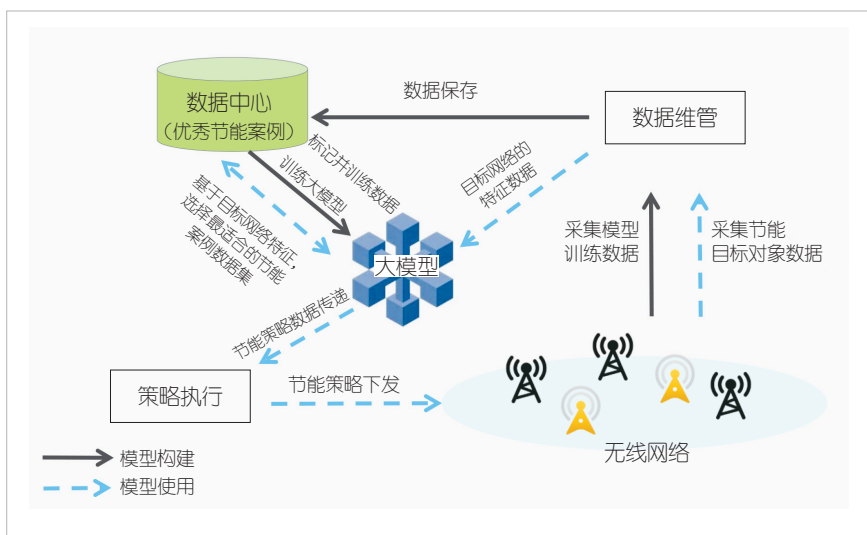 数据中心
（优秀节能案例）
数据保存
数据维管
标记并训练数据
训练大模型
基于目标网络特征，
选择最适合的节能
案例数据集
目标网络的
特征数据
大模型
采集模型
训练数据
采集节能
目标对象数据
节能策略数据传递
策略执行
节能策略下发
无线网络
模型构建
模型使用